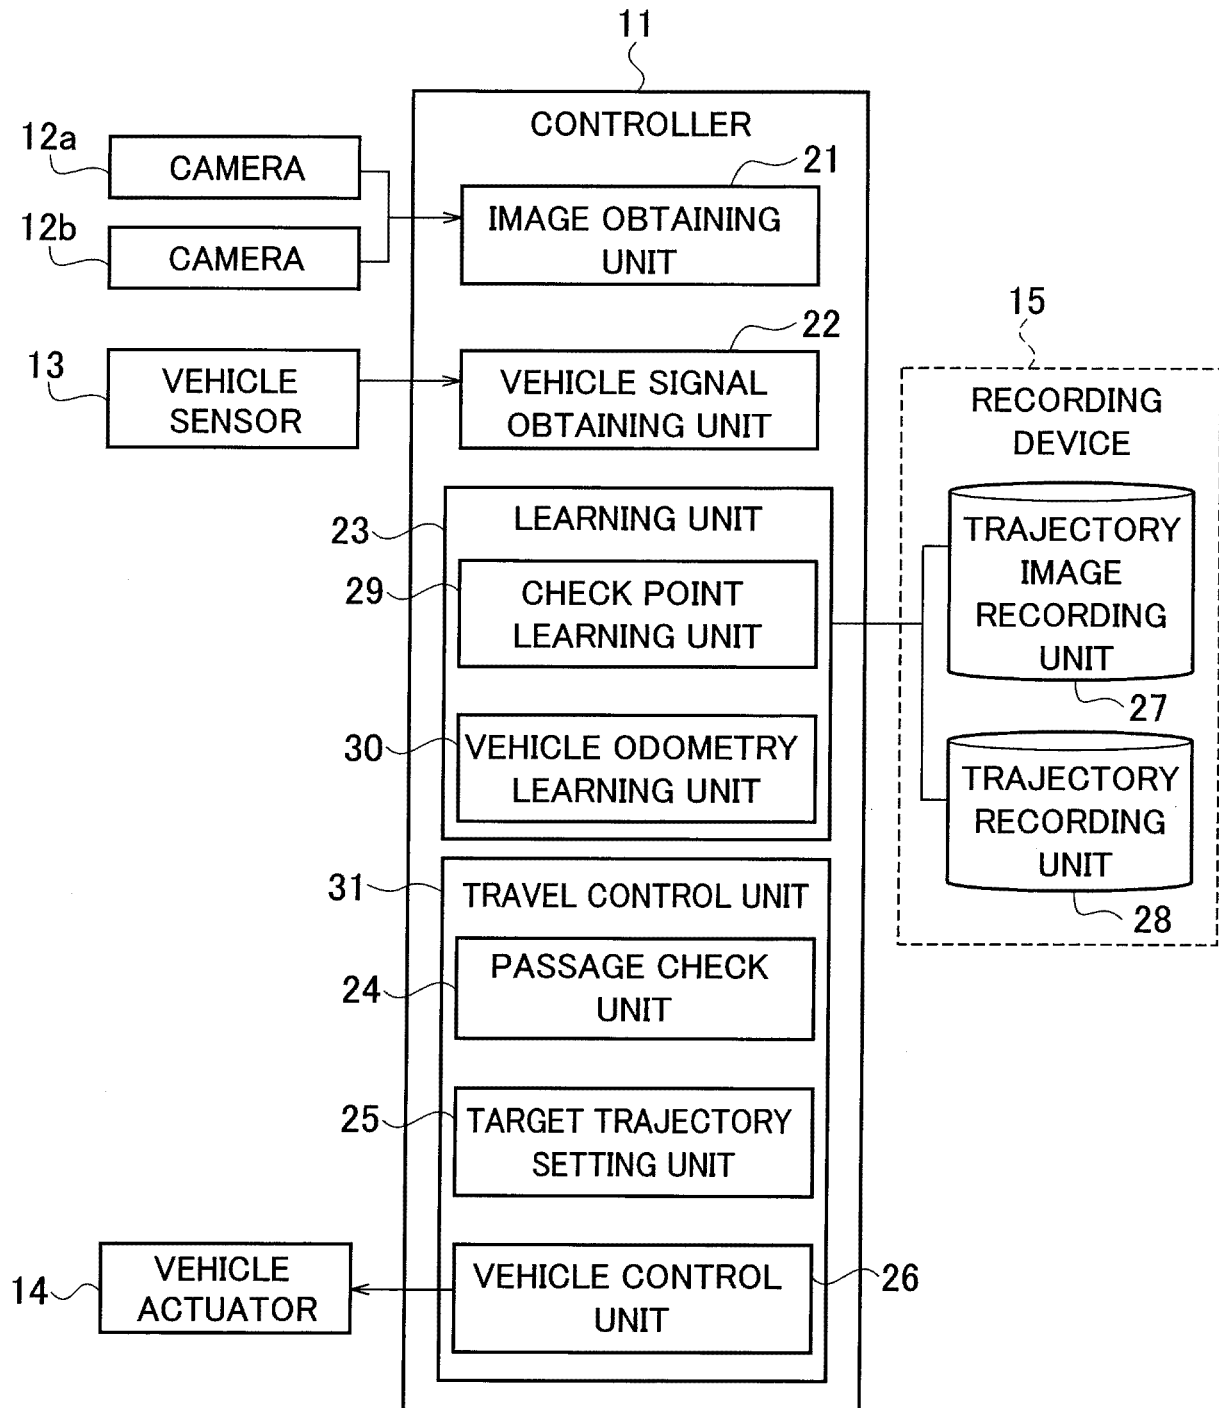 11
CONTROLLER
12a
CAMERA
21
IMAGE OBTAINING
UNIT
12b
CAMERA
15
22
13
VEHICLE
SENSOR
VEHICLE SIGNAL
OBTAINING UNIT
RECORDING
DEVICE
23
LEARNING UNIT
29
CHECK POINT
LEARNING UNIT
TRAJECTORY
IMAGE
RECORDING
UNIT
27
30
VEHICLE ODOMETRY
LEARNING UNIT
TRAJECTORY
RECORDING
UNIT
28
31
TRAVEL CONTROL UNIT
24
PASSAGE CHECK
UNIT
25
TARGET TRAJECTORY
SETTING UNIT
14
VEHICLE
ACTUATOR
VEHICLE CONTROL
UNIT
26